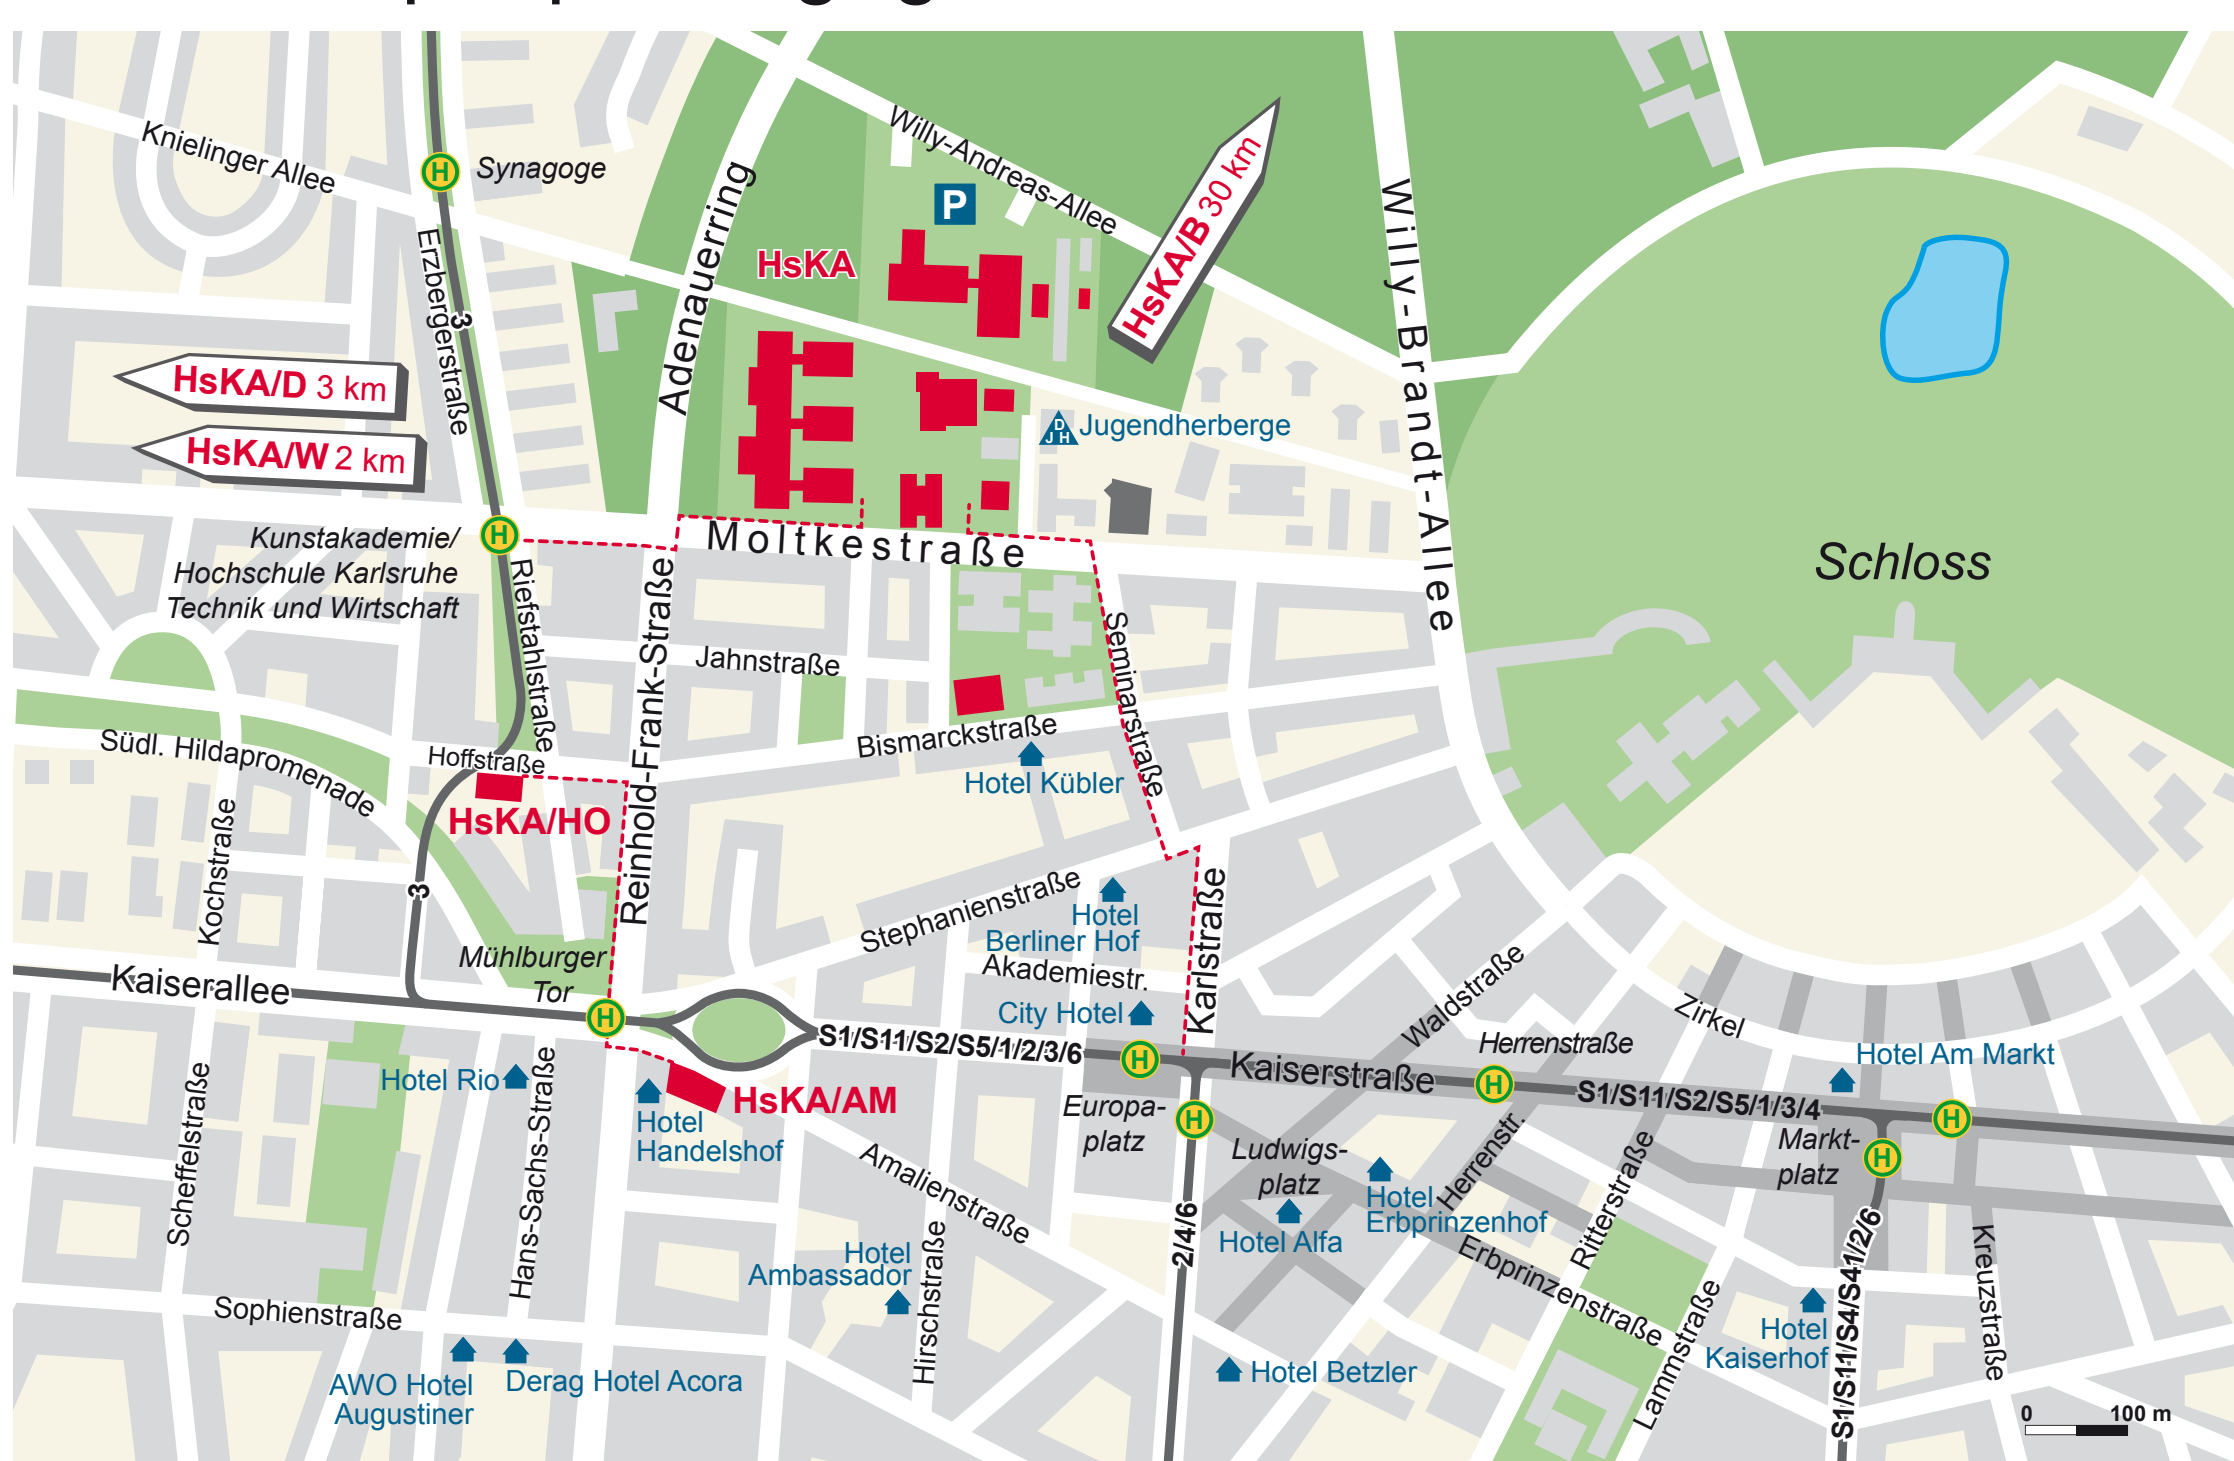 Knielinger Allee
H
Synagoge
Erzbergerstraße
3
Adenauerring
Willy-Andreas-Allee
P
HsKA
HsKA/B 30 km
Willy-Brandt-Allee
HsKA/D 3 km
HsKA/W 2 km
D
J H
Jugendherberge
H
Kunstakademie/
Hochschule Karlsruhe
Technik und Wirtschaft
Moltkestraße
Schloss
Riefstahlstraße
Reinhold-Frank-Straße
Jahnstraße
Seminarstraße
Bismarckstraße
Hotel Kübler
Südl. Hildapromenade
Hoffstraße
HsKA/HO
Kochstraße
3
Stephanienstraße
Hotel
Berliner Hof
Akademiestr.
Karlstraße
City Hotel
Mühlburger
Tor
H
Kaiserallee
S1/S11/S2/S5/1/2/3/6
H
Kaiserstraße
Waldstraße
Herrenstraße
H
Zirkel
Hotel Am Markt
S1/S11/S2/S5/1/3/4
H
Hotel Rio
Hans-Sachs-Straße
Scheffelstraße
Hotel
Handelshof
HsKA/AM
Europa-
platz
H
Ludwigs-
platz
Herrenstr.
Hotel
Erbprinzenhof
Hotel Alfa
Ritterstraße
Markt-
platz
H
Amalienstraße
2/4/6
Hotel
Ambassador
Hirschstraße
Erbprinzenstraße
Lammstraße
S1/S11/S4/S41/2/6
Kreuzstraße
Hotel
Kaiserhof
Sophienstraße
AWO Hotel
Augustiner
Derag Hotel Acora
Hotel Betzler
0 100 m